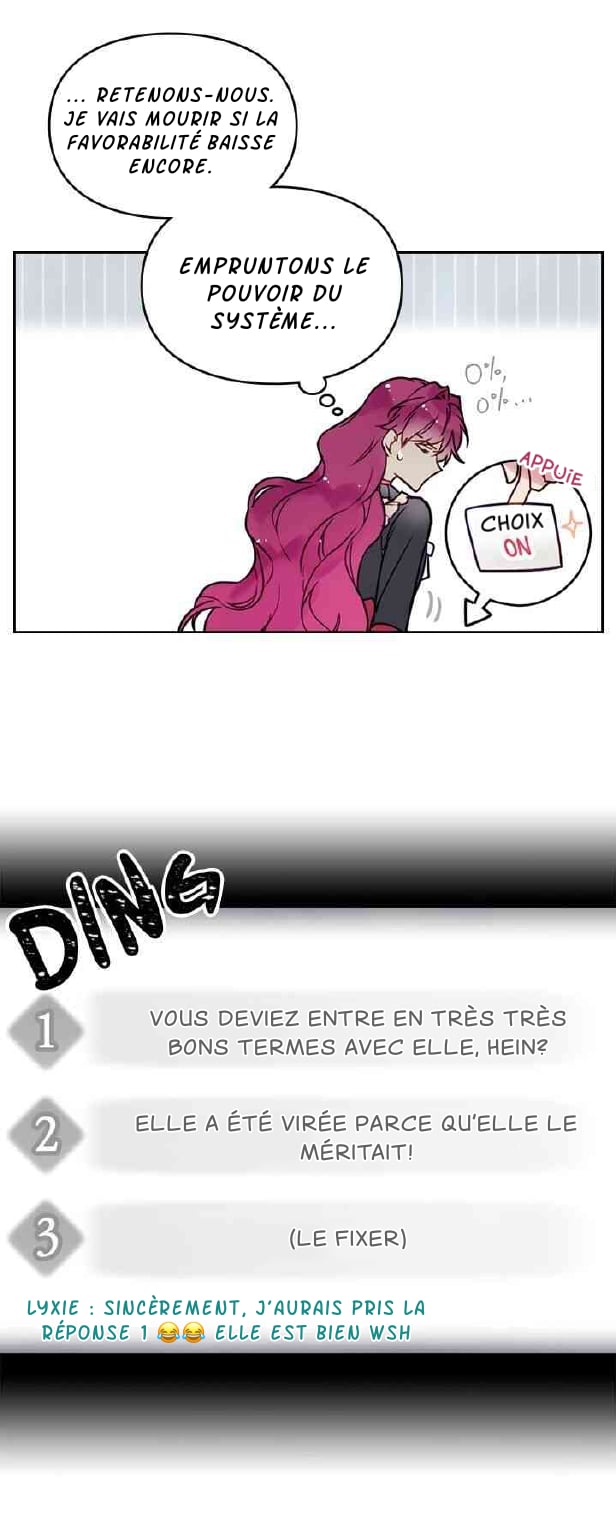 ... RETENONS-NOUS.
JE VAIS MOURIR SI LA
FAVORABILITÉ BAISSE
ENCORE.
EMPRUNTONS LE
POUVOIR DU
SYSTÈME...
0%,
0%...
APPUIE
CHOIX
ON
DING
1
VOUS DEVIEZ ENTRE EN TRÈS TRÈS
BONS TERMES AVEC ELLE, HEIN?
2
ELLE A ÉTÉ VIRÉE PARCE QU'ELLE LE
MÉRITAIT!
3
(LE FIXER)
LYXIE : SINCÈREMENT, J'AURAIS PRIS LA
RÉPONSE 1 😂😂 ELLE EST BIEN WSH